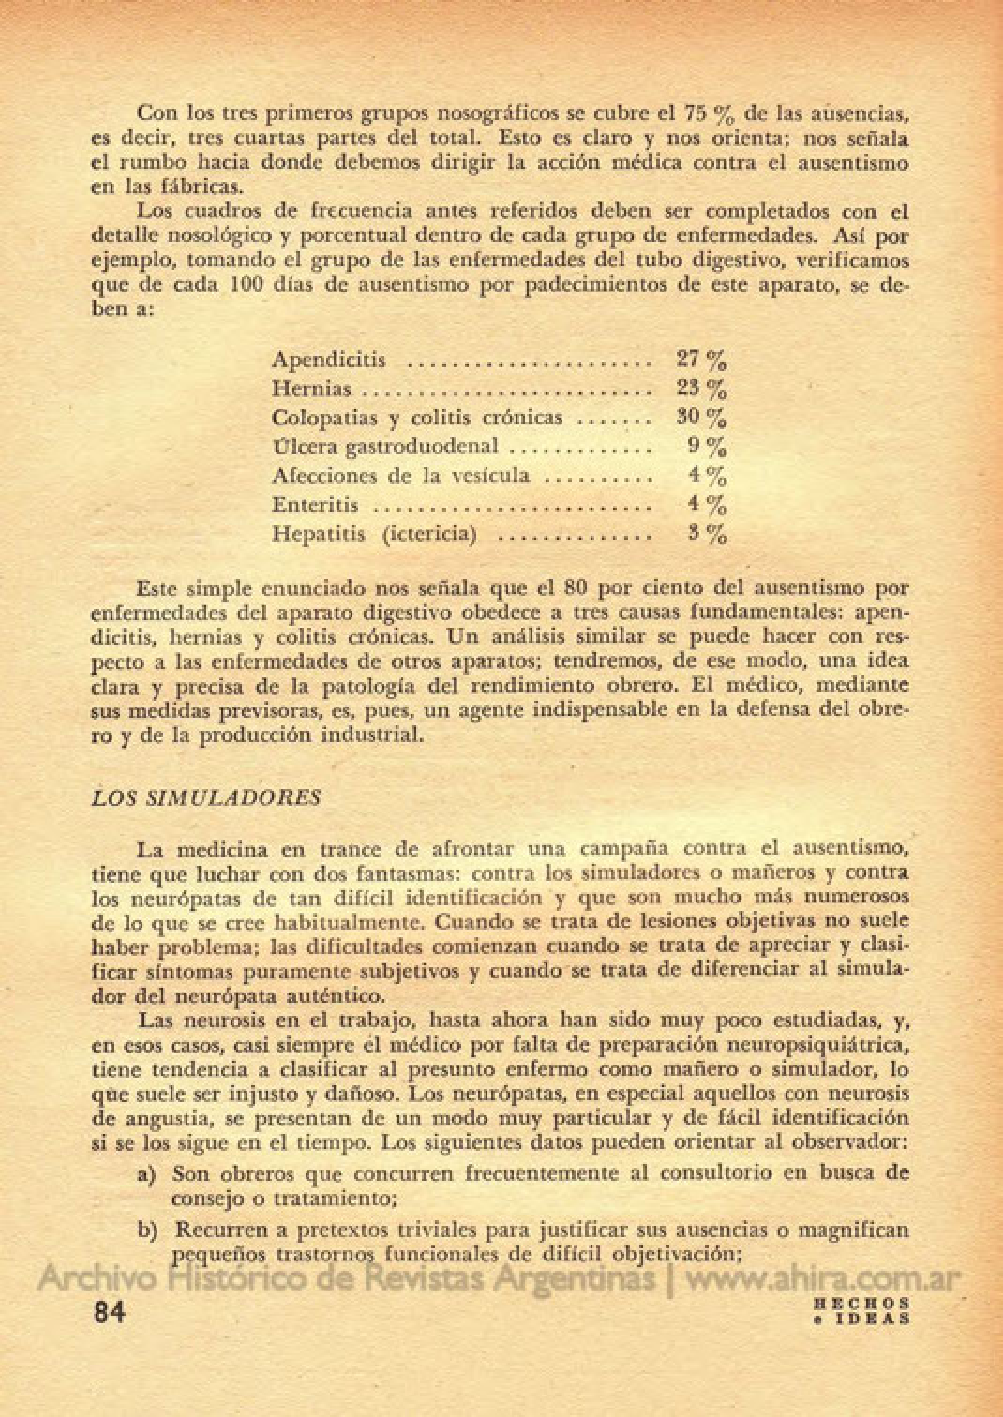 Con los tres primeros grupos nosográficos se cubre el 75 % de las ausencias,
es decir, tres cuartas partes del total. Esto es claro y nos orienta; nos señala
el rumbo hacia donde debemos dirigir la acción médica contra el ausentismo
en las fábricas.
Los cuadros de frecuencia antes referidos deben ser completados con el
detalle nosológico y porcentual dentro de cada grupo de enfermedades. Así por
ejemplo, tomando el grupo de las enfermedades del tubo digestivo, verificamos
que de cada 100 días de ausentismo por padecimientos de este aparato, se de-
ben a:
Apendicitis ...................... 27 %
Hernias .......................... 23 %
Colopatias y colitis crónicas ....... 30 %
Úlcera gastroduodenal ............. 9 %
Afecciones de la vesícula .......... 4 %
Enteritis ......................... 4 %
Hepatitis (ictericia) .............. 3 %
Este simple enunciado nos señala que el 80 por ciento del ausentismo por
enfermedades del aparato digestivo obedece a tres causas fundamentales: apen-
dicitis, hernias y colitis crónicas. Un análisis similar se puede hacer con res-
pecto a las enfermedades de otros aparatos; tendremos, de ese modo, una idea
clara y precisa de la patología del rendimiento obrero. El médico, mediante
sus medidas previsoras, es, pues, un agente indispensable en la defensa del obre-
ro y de la producción industrial.
LOS SIMULADORES
La medicina en trance de afrontar una campaña contra el ausentismo,
tiene que luchar con dos fantasmas: contra los simuladores o mañeros y contra
los neurópatas de tan difícil identificación y que son mucho más numerosos
de lo que se cree habitualmente. Cuando se trata de lesiones objetivas no suele
haber problema; las dificultades comienzan cuando se trata de apreciar y clasi-
ficar síntomas puramente subjetivos y cuando se trata de diferenciar al simula-
dor del neurópata auténtico.
Las neurosis en el trabajo, hasta ahora han sido muy poco estudiadas, y,
en esos casos, casi siempre el médico por falta de preparación neuropsiquiátrica,
tiene tendencia a clasificar al presunto enfermo como mañero o simulador, lo
que suele ser injusto y dañoso. Los neurópatas, en especial aquellos con neurosis
de angustia, se presentan de un modo muy particular y de fácil identificación
si se los sigue en el tiempo. Los siguientes datos pueden orientar al observador:
a) Son obreros que concurren frecuentemente al consultorio en busca de
consejo o tratamiento;
b) Recurren a pretextos triviales para justificar sus ausencias o magnifican
pequeños trastornos funcionales de difícil objetivación;
Archivo Histórico de Revistas Argentinas | www.ahira.com.ar
84
HECHOS
e IDEAS